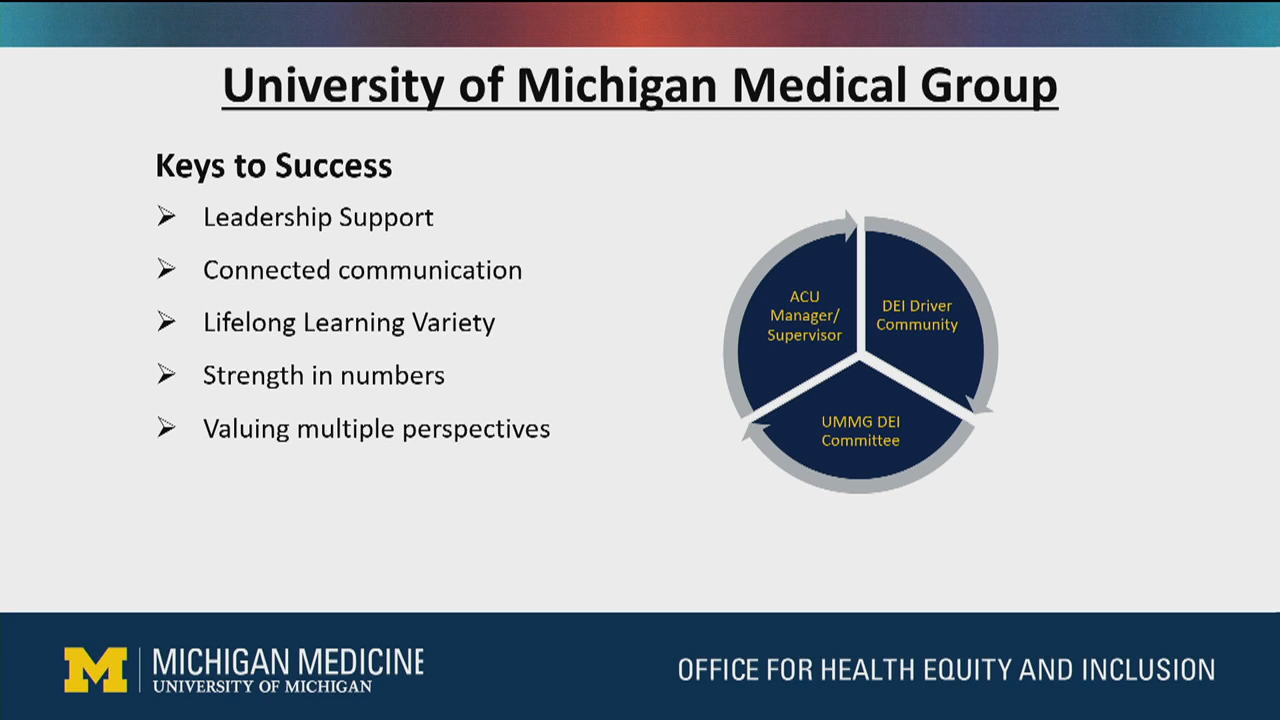 University of Michigan Medical Group
Keys to Success
Leadership Support
Connected communication
Lifelong Learning Variety
Strength in numbers
Valuing multiple perspectives
ACU
Manager/
Supervisor
DEI Driver
Community
UMMG DEI
Committee
M
MICHIGAN MEDICINE
UNIVERSITY OF MICHIGAN
OFFICE FOR HEALTH EQUITY AND INCLUSION